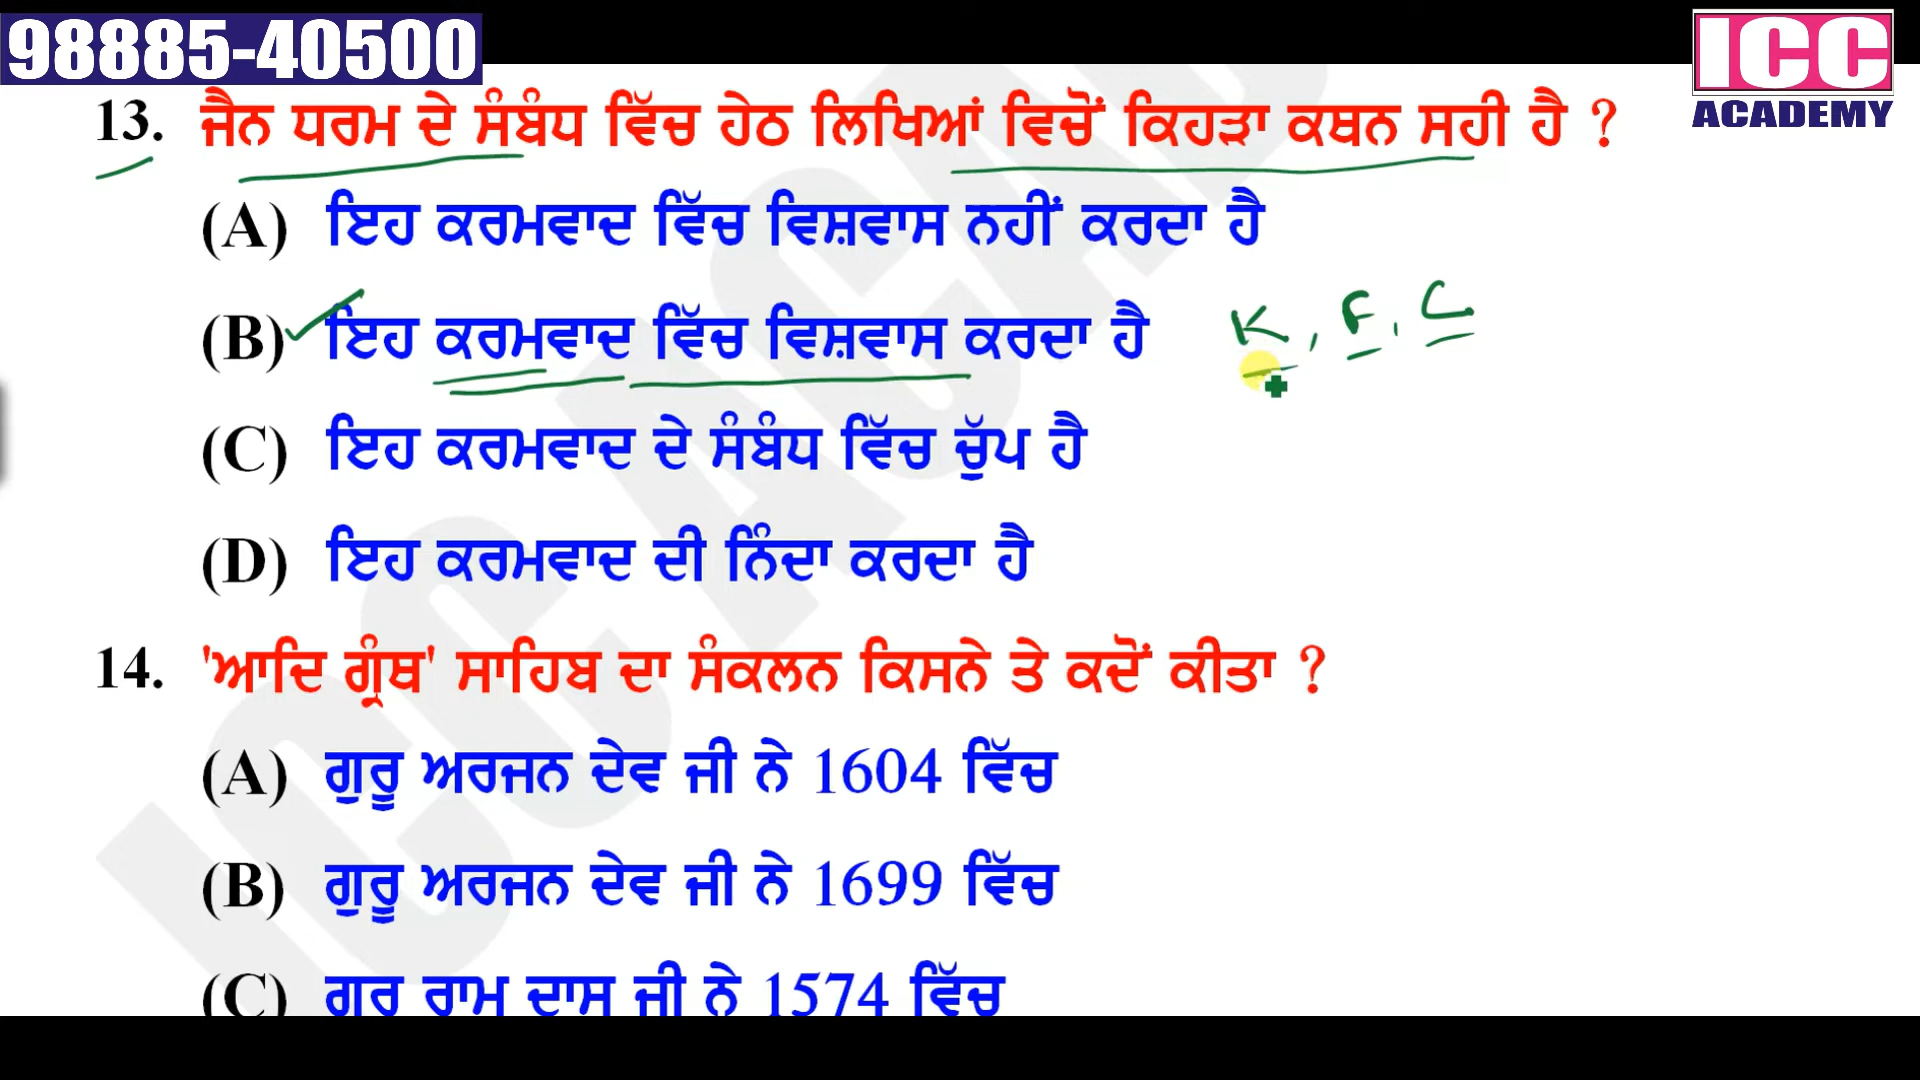 98885-40500
ICC
ACADEMY
13. ਜੈਨ ਧਰਮ ਦੇ ਸੰਬੰਧ ਵਿੱਚ ਹੇਠ ਲਿਖਿਆਂ ਵਿਚੋਂ ਕਿਹੜਾ ਕਥਨ ਸਹੀ ਹੈ ?
(A) ਇਹ ਕਰਮਵਾਦ ਵਿੱਚ ਵਿਸ਼ਵਾਸ ਨਹੀਂ ਕਰਦਾ ਹੈ
(B) ਇਹ ਕਰਮਵਾਦ ਵਿੱਚ ਵਿਸ਼ਵਾਸ ਕਰਦਾ ਹੈ K, F, C
(C) ਇਹ ਕਰਮਵਾਦ ਦੇ ਸੰਬੰਧ ਵਿੱਚ ਚੁੱਪ ਹੈ
(D) ਇਹ ਕਰਮਵਾਦ ਦੀ ਨਿੰਦਾ ਕਰਦਾ ਹੈ
14. 'ਆਦਿ ਗ੍ਰੰਥ' ਸਾਹਿਬ ਦਾ ਸੰਕਲਨ ਕਿਸਨੇ ਤੇ ਕਦੋਂ ਕੀਤਾ ?
(A) ਗੁਰੂ ਅਰਜਨ ਦੇਵ ਜੀ ਨੇ 1604 ਵਿੱਚ
(B) ਗੁਰੂ ਅਰਜਨ ਦੇਵ ਜੀ ਨੇ 1699 ਵਿੱਚ
(C) ਗੁਰੂ ਰਾਮ ਦਾਸ ਜੀ ਨੇ 1574 ਵਿੱਚ